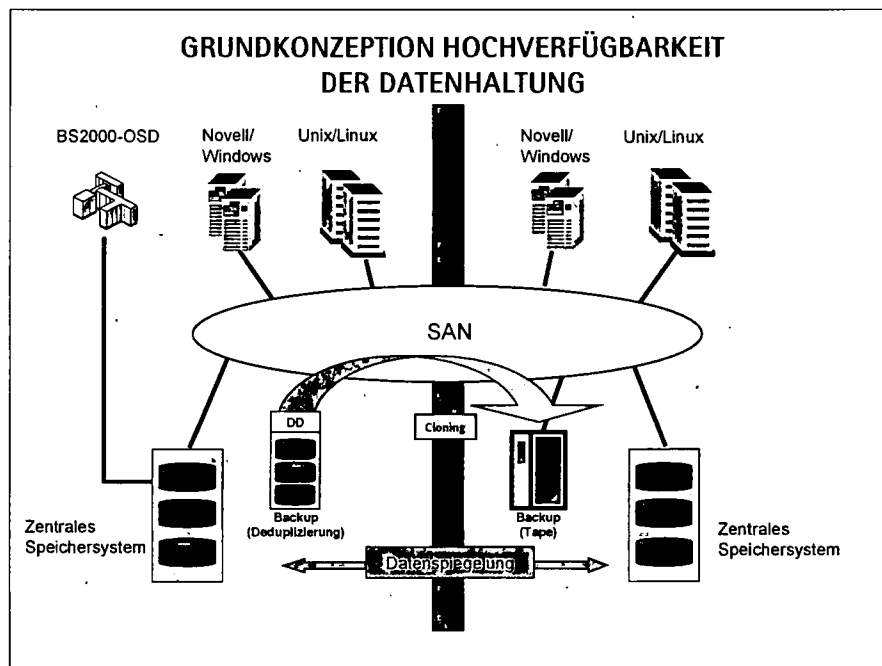 GRUNDKONZEPTION HOCHVERFÜGBARKEIT
DER DATENHALTUNG
BS2000-OSD
Novell/
Windows
Unix/Linux
Novell/
Windows
Unix/Linux
SAN
DD
Cloning
Backup
(Deduplizierung)
Backup
(Tape)
Zentrales
Speichersystem
Zentrales
Speichersystem
Datenspiegelung